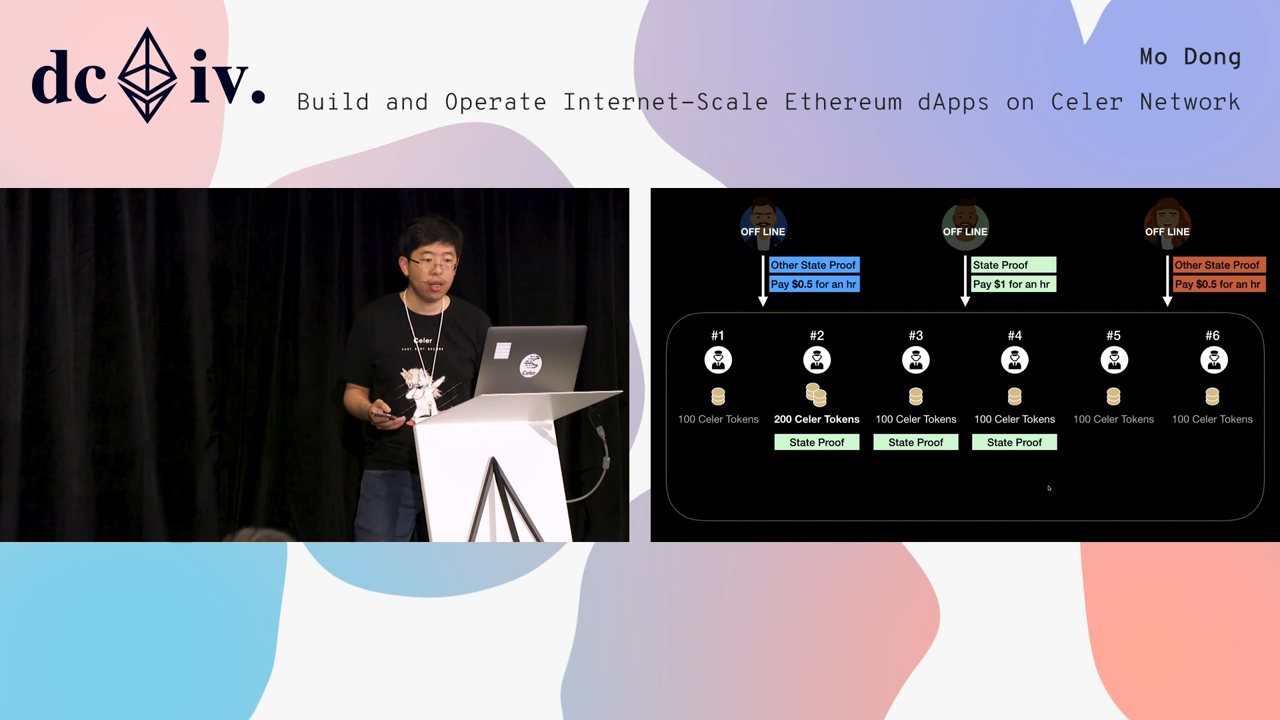 dc iv.
Mo Dong
Build and Operate Internet-Scale Ethereum dApps on Celer Network
OFF LINE
OFF LINE
OFF LINE
Other State Proof
Pay $0.5 for an hr
State Proof
Pay $1 for an hr
Other State Proof
Pay $0.5 for an hr
#1 #2 #3 #4 #5 #6
100 Celer Tokens 200 Celer Tokens 100 Celer Tokens 100 Celer Tokens 100 Celer Tokens 100 Celer Tokens
State Proof State Proof State Proof
Celer
Celer